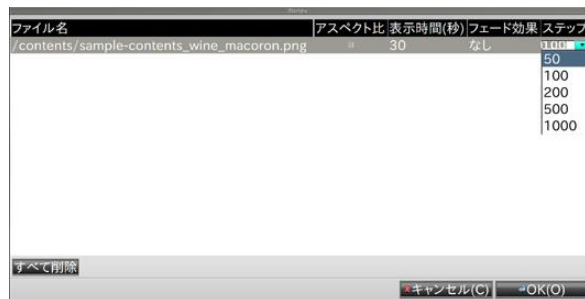 ファイル名 アスペクト比 表示時間(秒) フェード効果 ステップ
/contents/sample-contents_wine_macoron.png 30 なし 100
50
100
200
500
1000
すべて削除
キャンセル(C) OK(O)